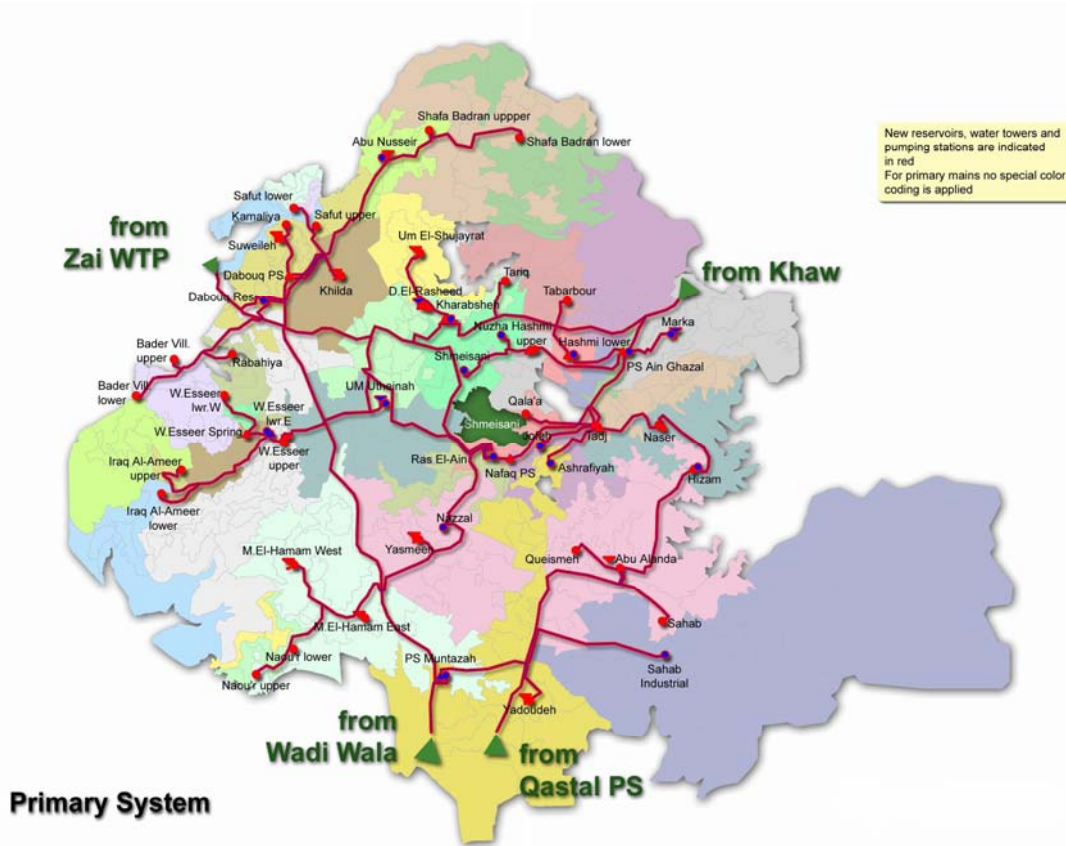 Shafa Badran uppper
Abu Nusseir
Shafa Badran lower
New reservoirs, water towers and
pumping stations are indicated
in red
For primary mains no special color
coding is applied
Safut lower
Kamaliya
Safut upper
from
Zai WTP
Suweileh
Um El-Shujayrat
Dabouq PS
Khilda
Tariq
from Khaw
Dabouq Res.
D.El-Rasheed
Tabarbour
Kharabsheh
Marka
Nuzha Hashmi
upper
Hashmi lower
Bader Vill.
upper
Rabahiya
Shmeisani
PS Ain Ghazal
Bader Vill.
lower
W.Esseer
lwr.W
UM Utheinah
Qala'a
W.Esseer
lwr.E
Shmeisani
W.Esseer Spring
Jofeh
Tadj
Naser
W.Esseer
upper
Ras El-Ain
Iraq Al-Ameer
upper
Nafaq PS
Ashrafiyah
Hizam
Iraq Al-Ameer
lower
Nazzal
M.El-Hamam West
Yasmeen
Queismeh
Abu Alanda
M.El-Hamam East
Sahab
Naou'r lower
PS Muntazah
Sahab
Industrial
Naou'r upper
Yadoudeh
from
Wadi Wala
from
Qastal PS
Primary System